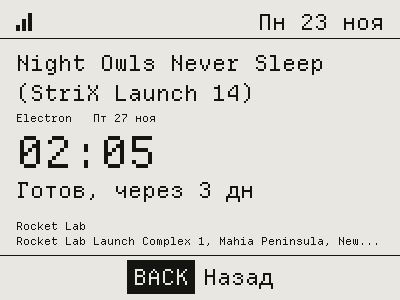 Пн 23 ноя
Night Owls Never Sleep
(StriX Launch 14)
Electron Пт 27 ноя
02:05
Готов, через 3 дн
Rocket Lab
Rocket Lab Launch Complex 1, Mahia Peninsula, New...
BACK Назад